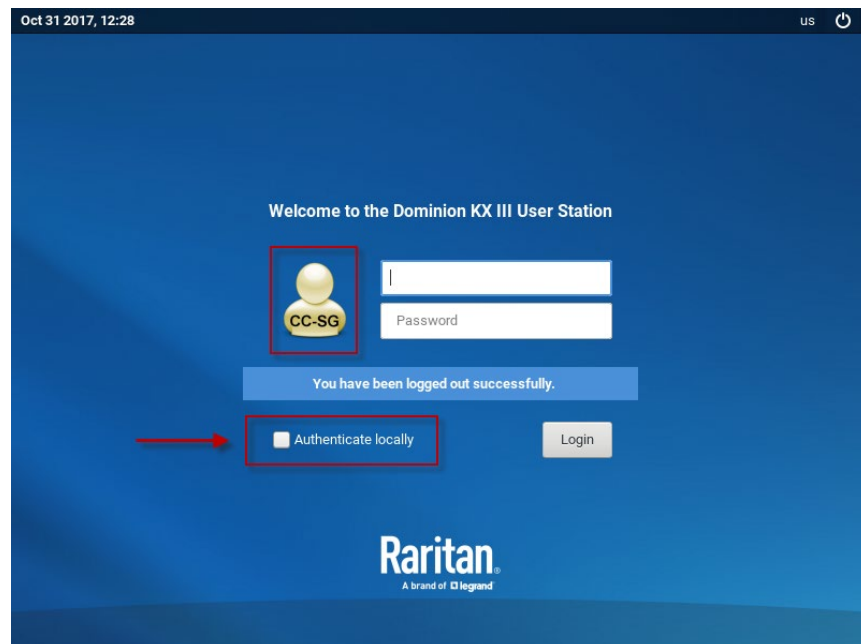 Oct 31 2017, 12:28 us
Welcome to the Dominion KX III User Station
CC-SG
Password
You have been logged out successfully.
Authenticate locally
Login
Raritan®
A brand of legrand®